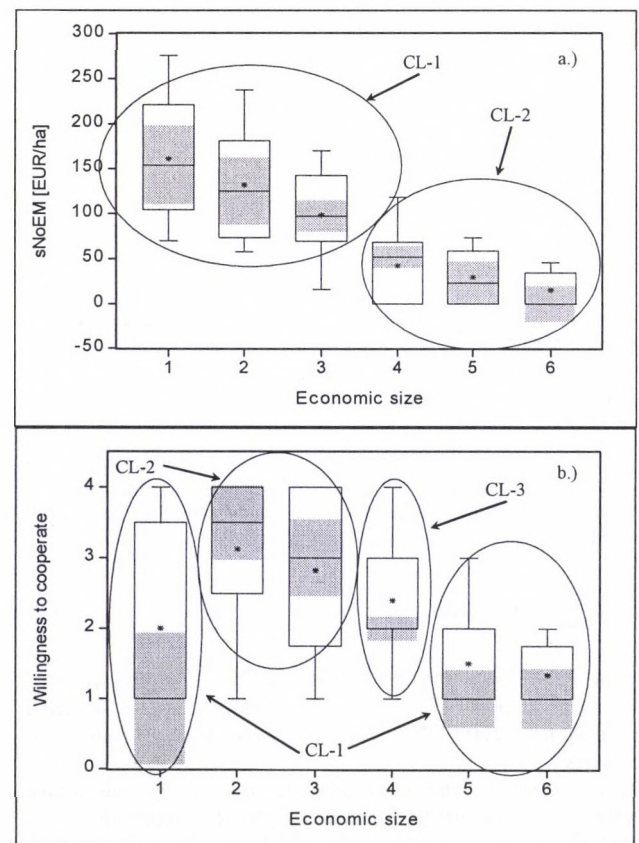 a.)
CL-1
CL-2
sNoEM [EUR/ha]
300
250
200
150
100
50
0
-50
1 2 3 4 5 6
Economic size
b.)
CL-2
CL-3
CL-1
Willingness to cooperate
4
3
2
1
0
1 2 3 4 5 6
Economic size